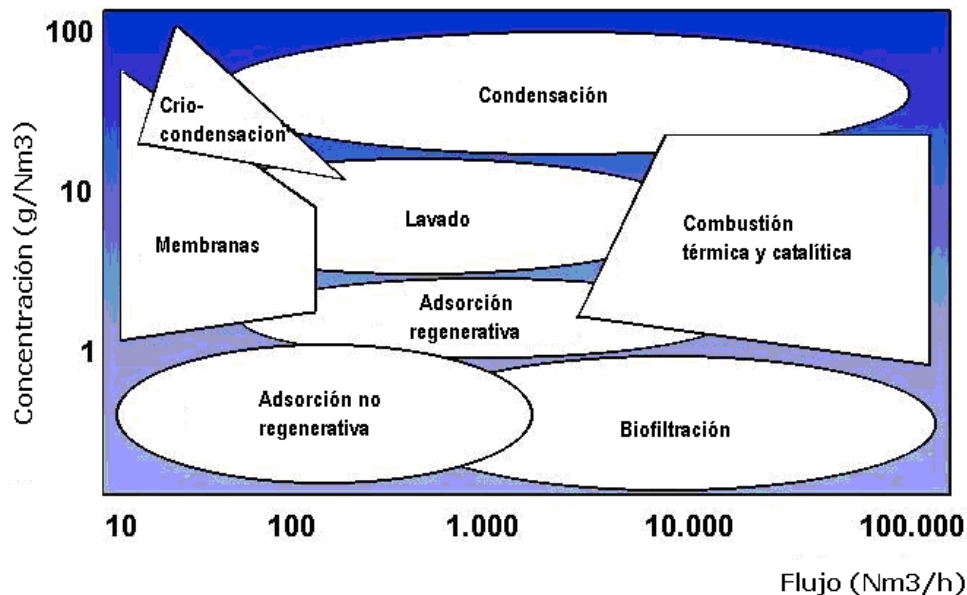 Concentración (g/Nm3)
100
10
1
Crio-
condensacion
Condensación
Membranas
Lavado
Combustión
térmica y catalítica
Adsorción
regenerativa
Adsorción no
regenerativa
Biofiltración
10
100
1.000
10.000
100.000
Flujo (Nm3/h)